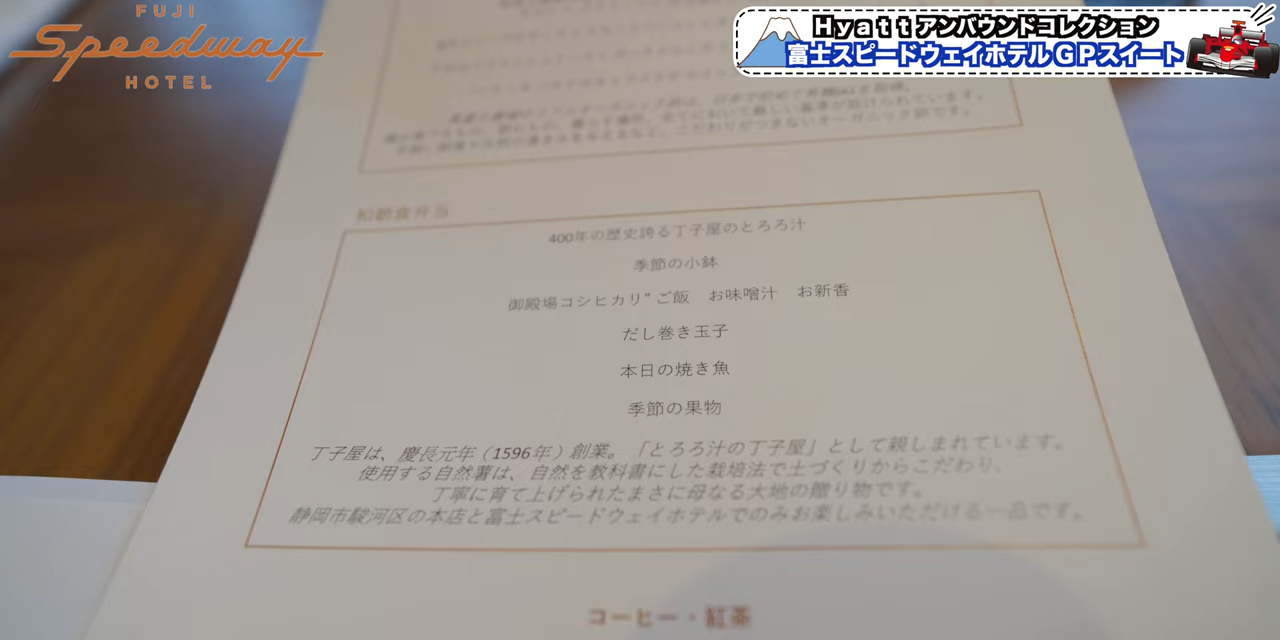 FUJI
Speedway
HOTEL
Hyattアンバウンドコレクション
富士スピードウェイホテルGPスイート
和朝食弁当
400年の歴史誇る丁子屋のとろろ汁
季節の小鉢
御殿場コシヒカリ”ご飯　お味噌汁　お新香
だし巻き玉子
本日の焼き魚
季節の果物
丁子屋は、慶長元年（1596年）創業。「とろろ汁の丁子屋」として親しまれています。
使用する自然薯は、自然を教科書にした栽培法で土づくりからこだわり、
丁寧に育て上げられたまさに母なる大地の贈り物です。
静岡市駿河区の本店と富士スピードウェイホテルでのみお楽しみいただける一品です。
コーヒー・紅茶